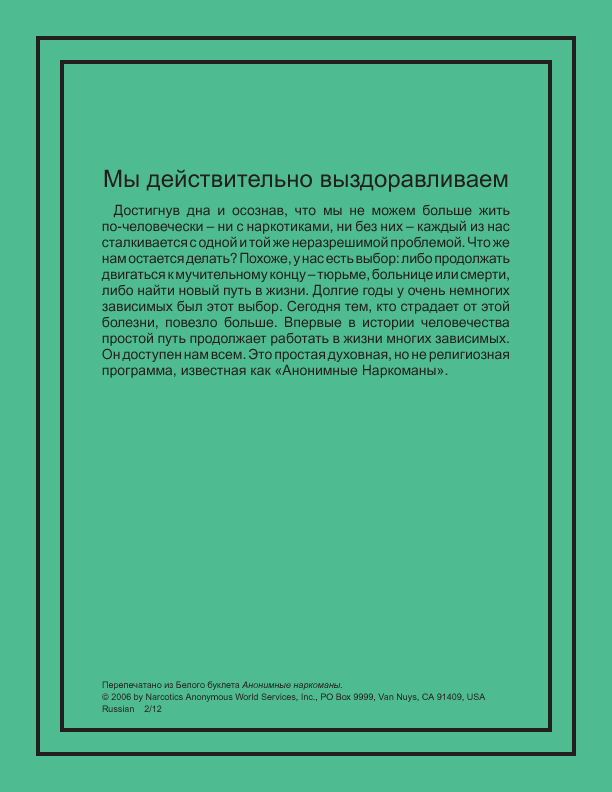 Мы действительно выздоравливаем
Достигнув дна и осознав, что мы не можем больше жить
по-человечески – ни с наркотиками, ни без них – каждый из нас
сталкивается с одной и той же неразрешимой проблемой. Что же
нам остается делать? Похоже, у нас есть выбор: либо продолжать
двигаться к мучительному концу – тюрьме, больнице или смерти,
либо найти новый путь в жизни. Долгие годы у очень немногих
зависимых был этот выбор. Сегодня тем, кто страдает от этой
болезни, повезло больше. Впервые в истории человечества
простой путь продолжает работать в жизни многих зависимых.
Он доступен нам всем. Это простая духовная, но не религиозная
программа, известная как «Анонимные Наркоманы».
Перепечатано из Белого буклета Анонимные наркоманы.
© 2006 by Narcotics Anonymous World Services, Inc., PO Box 9999, Van Nuys, CA 91409, USA
Russian 2/12